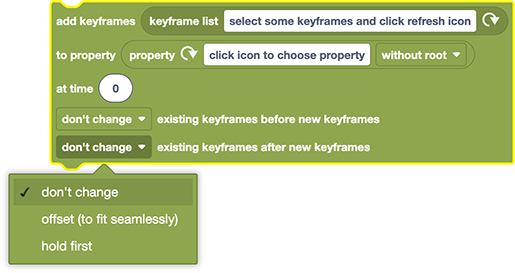 add keyframes keyframe list select some keyframes and click refresh icon
to property property click icon to choose property without root
at time 0
don't change existing keyframes before new keyframes
don't change existing keyframes after new keyframes
✓ don't change
offset (to fit seamlessly)
hold first